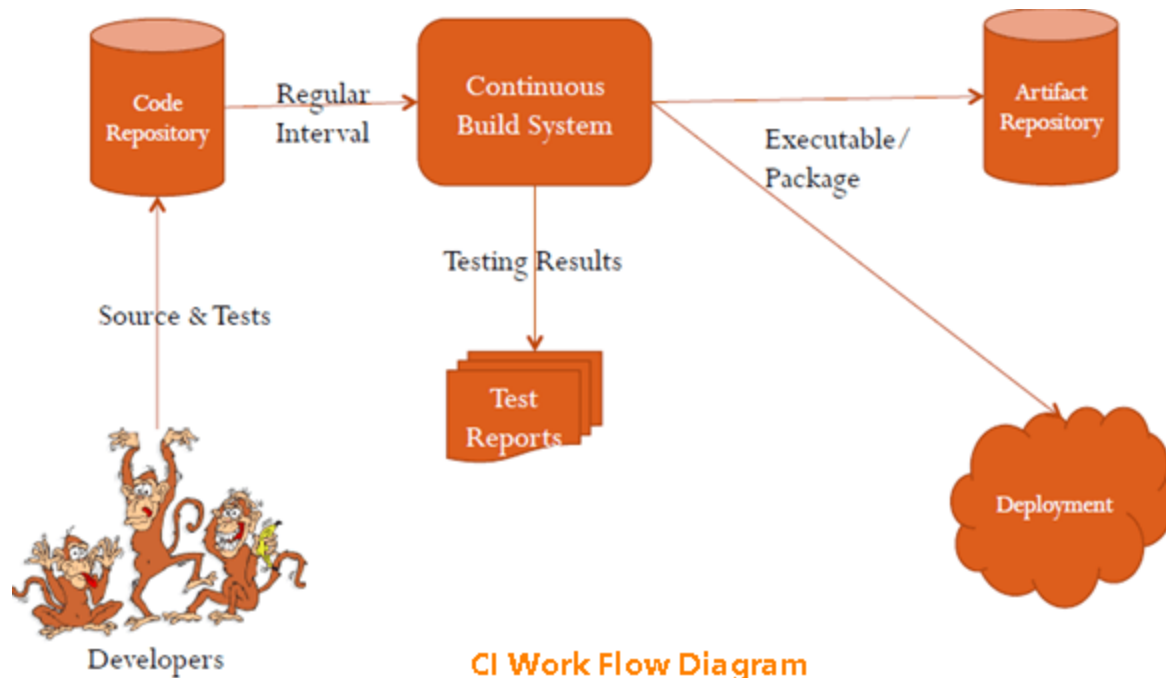 Code
Repository
Regular
Interval
Continuous
Build System
Artifact
Repository
Executable/
Package
Testing Results
Source & Tests
Test
Reports
Deployment
Developers
CI Work Flow Diagram